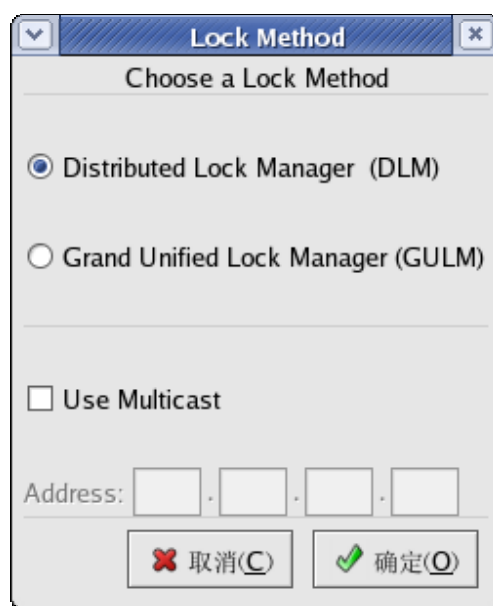 Lock Method
Choose a Lock Method
Distributed Lock Manager (DLM)
Grand Unified Lock Manager (GULM)
Use Multicast
Address: . . .
取消(C) 确定(O)